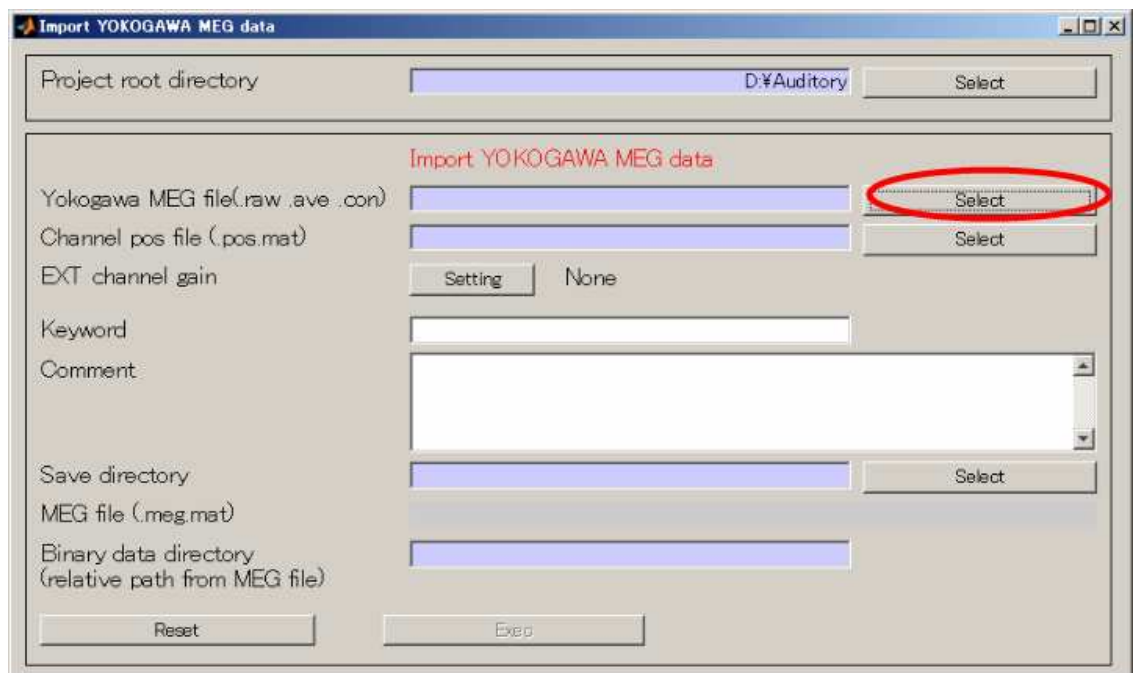 Import YOKOGAWA MEG data
Project root directory D:¥Auditory Select
Import YOKOGAWA MEG data
Yokogawa MEG file(.raw .ave .con) Select
Channel pos file (.pos.mat) Select
EXT channel gain Setting None
Keyword
Comment
Save directory Select
MEG file (.meg.mat)
Binary data directory
(relative path from MEG file)
Reset Exec